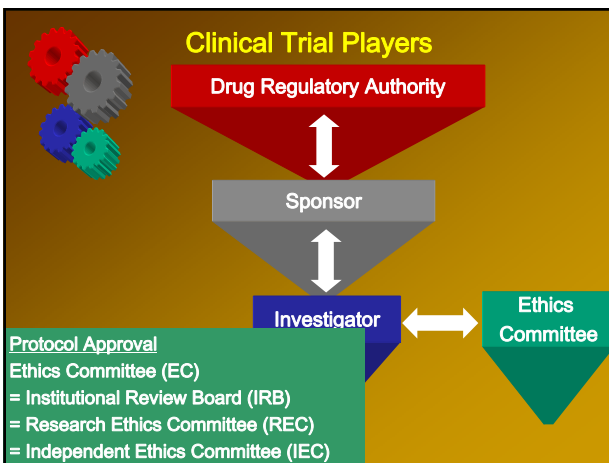 Clinical Trial Players
Drug Regulatory Authority
Sponsor
Investigator
Ethics
Committee
Protocol Approval
Ethics Committee (EC)
= Institutional Review Board (IRB)
= Research Ethics Committee (REC)
= Independent Ethics Committee (IEC)